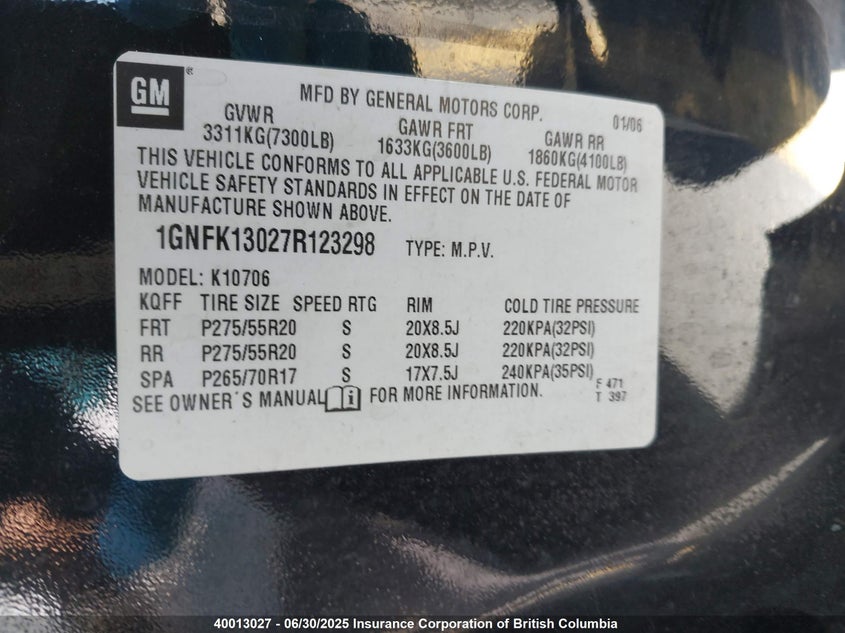 GM ®
MFD BY GENERAL MOTORS CORP. 01/06
GVWR GAWR FRT GAWR RR
3311KG(7300LB) 1633KG(3600LB) 1860KG(4100LB)
THIS VEHICLE CONFORMS TO ALL APPLICABLE U.S. FEDERAL MOTOR
VEHICLE SAFETY STANDARDS IN EFFECT ON THE DATE OF
MANUFACTURE SHOWN ABOVE.
1GNFK13027R123298 TYPE: M.P.V.
MODEL: K10706
KQFF TIRE SIZE SPEED RTG RIM COLD TIRE PRESSURE
FRT P275/55R20 S 20X8.5J 220KPA(32PSI)
RR P275/55R20 S 20X8.5J 220KPA(32PSI)
SPA P265/70R17 S 17X7.5J 240KPA(35PSI)
F 471
SEE OWNER'S MANUAL i FOR MORE INFORMATION. T 397
40013027 - 06/30/2025 Insurance Corporation of British Columbia